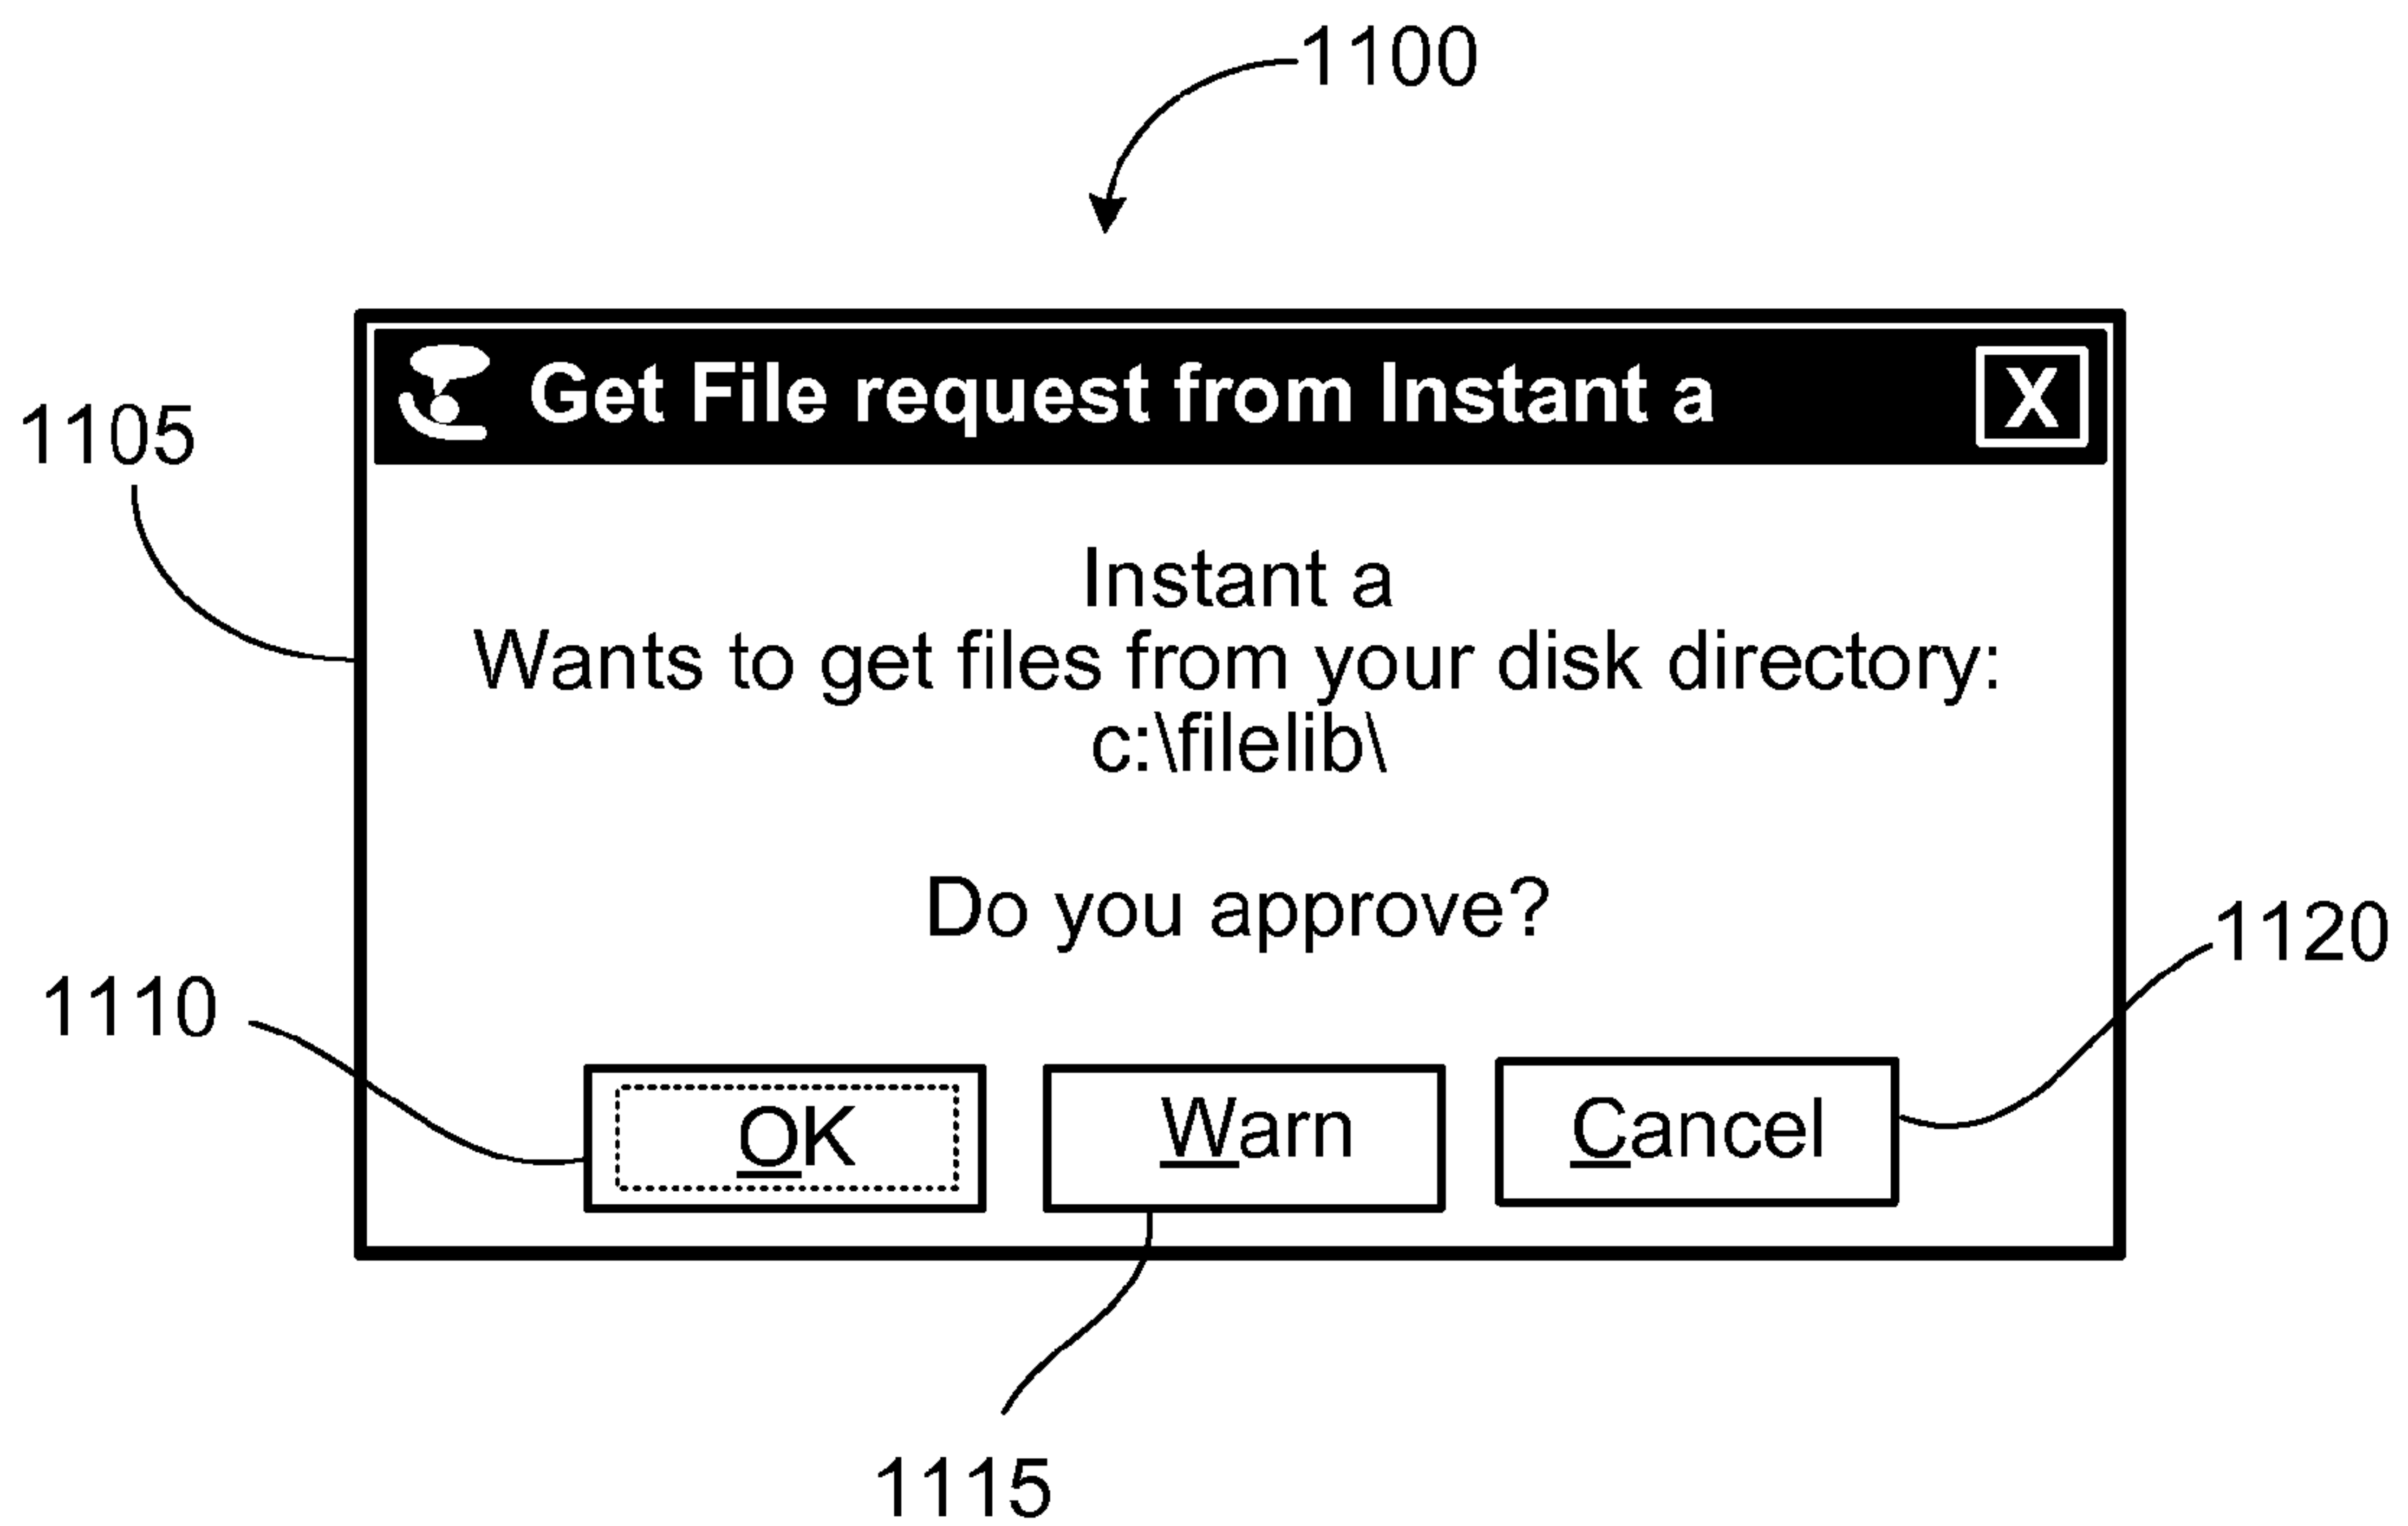 1100
Get File request from Instant a
X
1105
Instant a
Wants to get files from your disk directory:
c:\filelib\
Do you approve?
1120
1110
OK
Warn
Cancel
1115